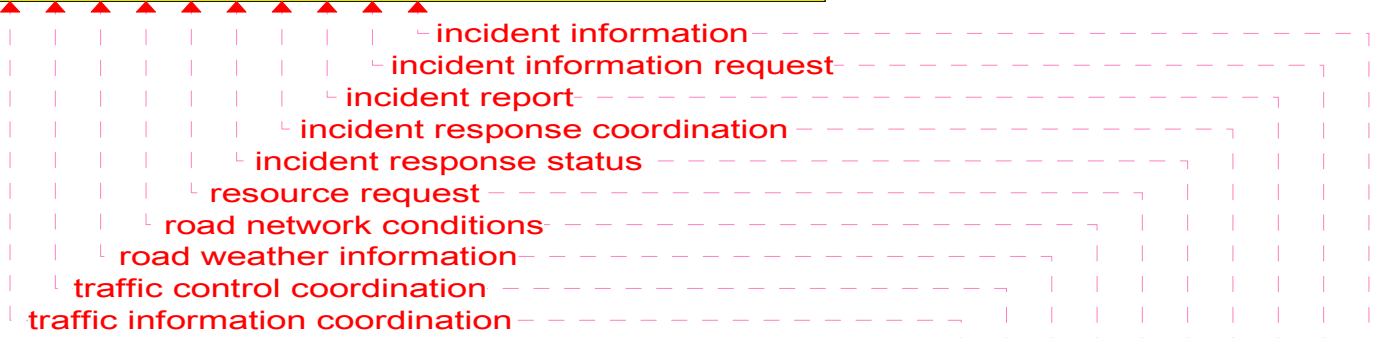 incident information
incident information request
incident report
incident response coordination
incident response status
resource request
road network conditions
road weather information
traffic control coordination
traffic information coordination